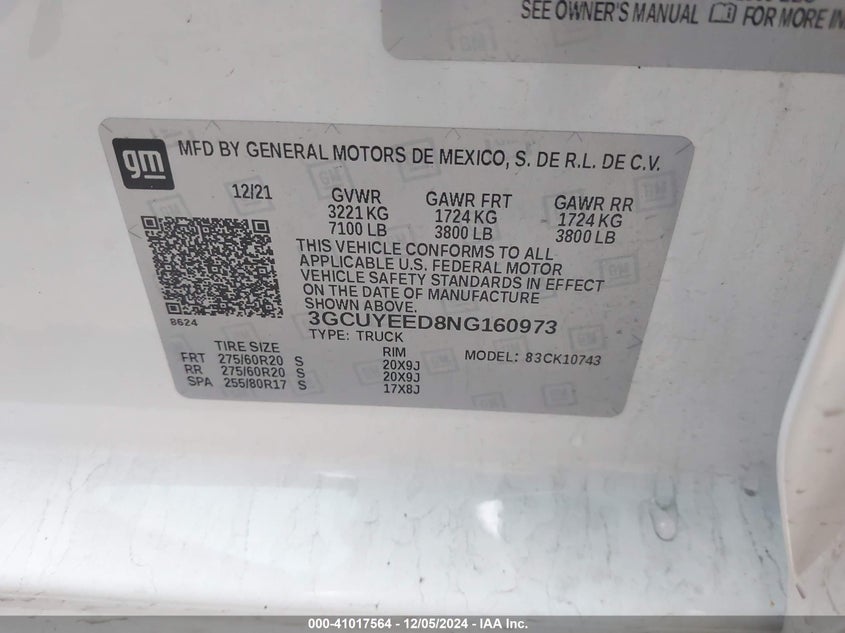 SEE OWNER'S MANUAL FOR MORE IN
gm MFD BY GENERAL MOTORS DE MEXICO, S. DE R.L. DE C.V.
12/21 GVWR GAWR FRT GAWR RR
3221 KG 1724 KG 1724 KG
7100 LB 3800 LB 3800 LB
THIS VEHICLE CONFORMS TO ALL
APPLICABLE U.S. FEDERAL MOTOR
VEHICLE SAFETY STANDARDS IN EFFECT
ON THE DATE OF MANUFACTURE
SHOWN ABOVE.
8624
3GCUYEED8NG160973
TYPE: TRUCK
TIRE SIZE RIM MODEL: 83CK10743
FRT 275/60R20 S 20X9J
RR 275/60R20 S 20X9J
SPA 255/80R17 S 17X8J
000-41017564 - 12/05/2024 - IAA Inc.